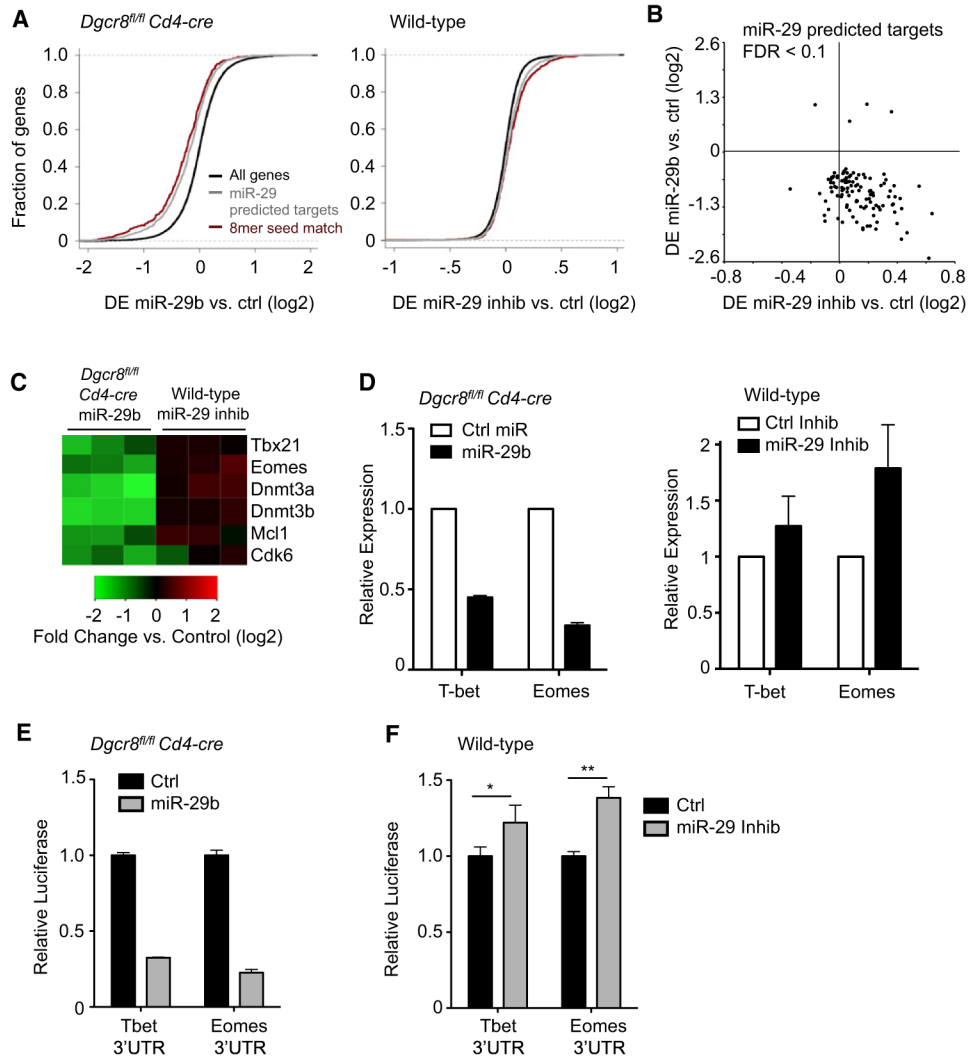 A
Dgcr8fl/fl Cd4-cre
Wild-type
Fraction of genes
1.0
0.8
0.6
0.4
0.2
0
All genes
miR-29
predicted targets
8mer seed match
-2
-1
0
1
2
DE miR-29b vs. ctrl (log2)
1.0
0.8
0.6
0.4
0.2
0
-1
-.5
0
.5
1
DE miR-29 inhib vs. ctrl (log2)
B
miR-29 predicted targets
FDR < 0.1
DE miR-29b vs. ctrl (log2)
2.6
1.3
0
-1.3
-2.6
-0.8
-0.4
0
0.4
0.8
DE miR-29 inhib vs. ctrl (log2)
C
Dgcr8fl/fl
Cd4-cre
miR-29b
Wild-type
miR-29 inhib
Tbx21
Eomes
Dnmt3a
Dnmt3b
Mcl1
Cdk6
-2
-1
0
1
2
Fold Change vs. Control (log2)
D
Dgcr8fl/fl Cd4-cre
Ctrl miR
miR-29b
Relative Expression
1.5
1.0
0.5
0
T-bet
Eomes
Wild-type
Ctrl Inhib
miR-29 Inhib
Relative Expression
2
1.5
1
0.5
0
T-bet
Eomes
E
Dgcr8fl/fl Cd4-cre
Ctrl
miR-29b
Relative Luciferase
1.5
1.0
0.5
0
Tbet
3'UTR
Eomes
3'UTR
F
Wild-type
*
**
Ctrl
miR-29 Inhib
Relative Luciferase
1.5
1.0
0.5
0
Tbet
3'UTR
Eomes
3'UTR